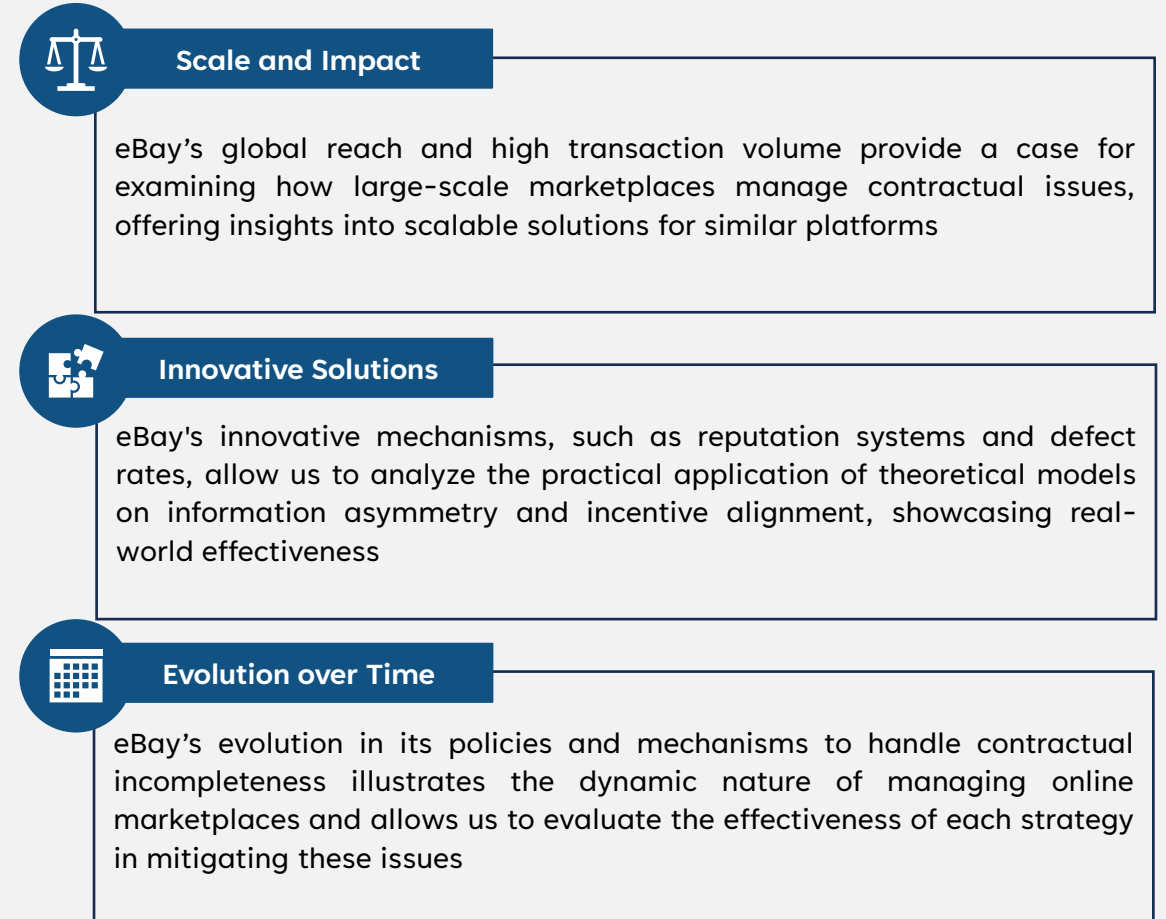 Scale and Impact
eBay’s global reach and high transaction volume provide a case for
examining how large-scale marketplaces manage contractual issues,
offering insights into scalable solutions for similar platforms
Innovative Solutions
eBay's innovative mechanisms, such as reputation systems and defect
rates, allow us to analyze the practical application of theoretical models
on information asymmetry and incentive alignment, showcasing real-
world effectiveness
Evolution over Time
eBay’s evolution in its policies and mechanisms to handle contractual
incompleteness illustrates the dynamic nature of managing online
marketplaces and allows us to evaluate the effectiveness of each strategy
in mitigating these issues